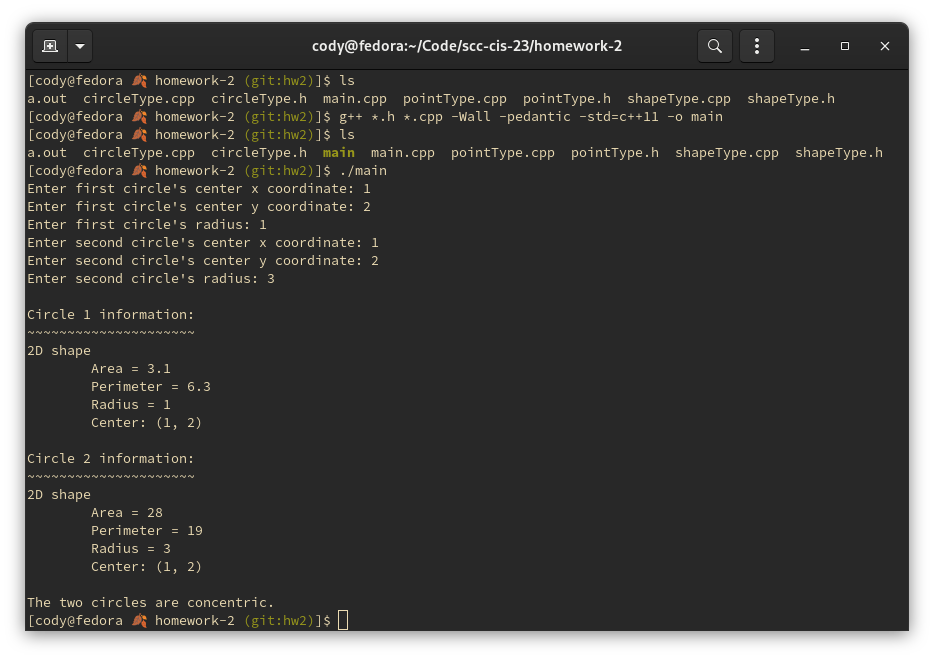 cody@fedora:~/Code/scc-cis-23/homework-2
[cody@fedora 🍂 homework-2 (git:hw2)]$ ls
a.out  circleType.cpp  circleType.h  main.cpp  pointType.cpp  pointType.h  shapeType.cpp  shapeType.h
[cody@fedora 🍂 homework-2 (git:hw2)]$ g++ *.h *.cpp -Wall -pedantic -std=c++11 -o main
[cody@fedora 🍂 homework-2 (git:hw2)]$ ls
a.out  circleType.cpp  circleType.h  main  main.cpp  pointType.cpp  pointType.h  shapeType.cpp  shapeType.h
[cody@fedora 🍂 homework-2 (git:hw2)]$ ./main
Enter first circle's center x coordinate: 1
Enter first circle's center y coordinate: 2
Enter first circle's radius: 1
Enter second circle's center x coordinate: 1
Enter second circle's center y coordinate: 2
Enter second circle's radius: 3

Circle 1 information:
~~~~~~~~~~~~~~~~~~~~~
2D shape
        Area = 3.1
        Perimeter = 6.3
        Radius = 1
        Center: (1, 2)

Circle 2 information:
~~~~~~~~~~~~~~~~~~~~~
2D shape
        Area = 28
        Perimeter = 19
        Radius = 3
        Center: (1, 2)

The two circles are concentric.
[cody@fedora 🍂 homework-2 (git:hw2)]$